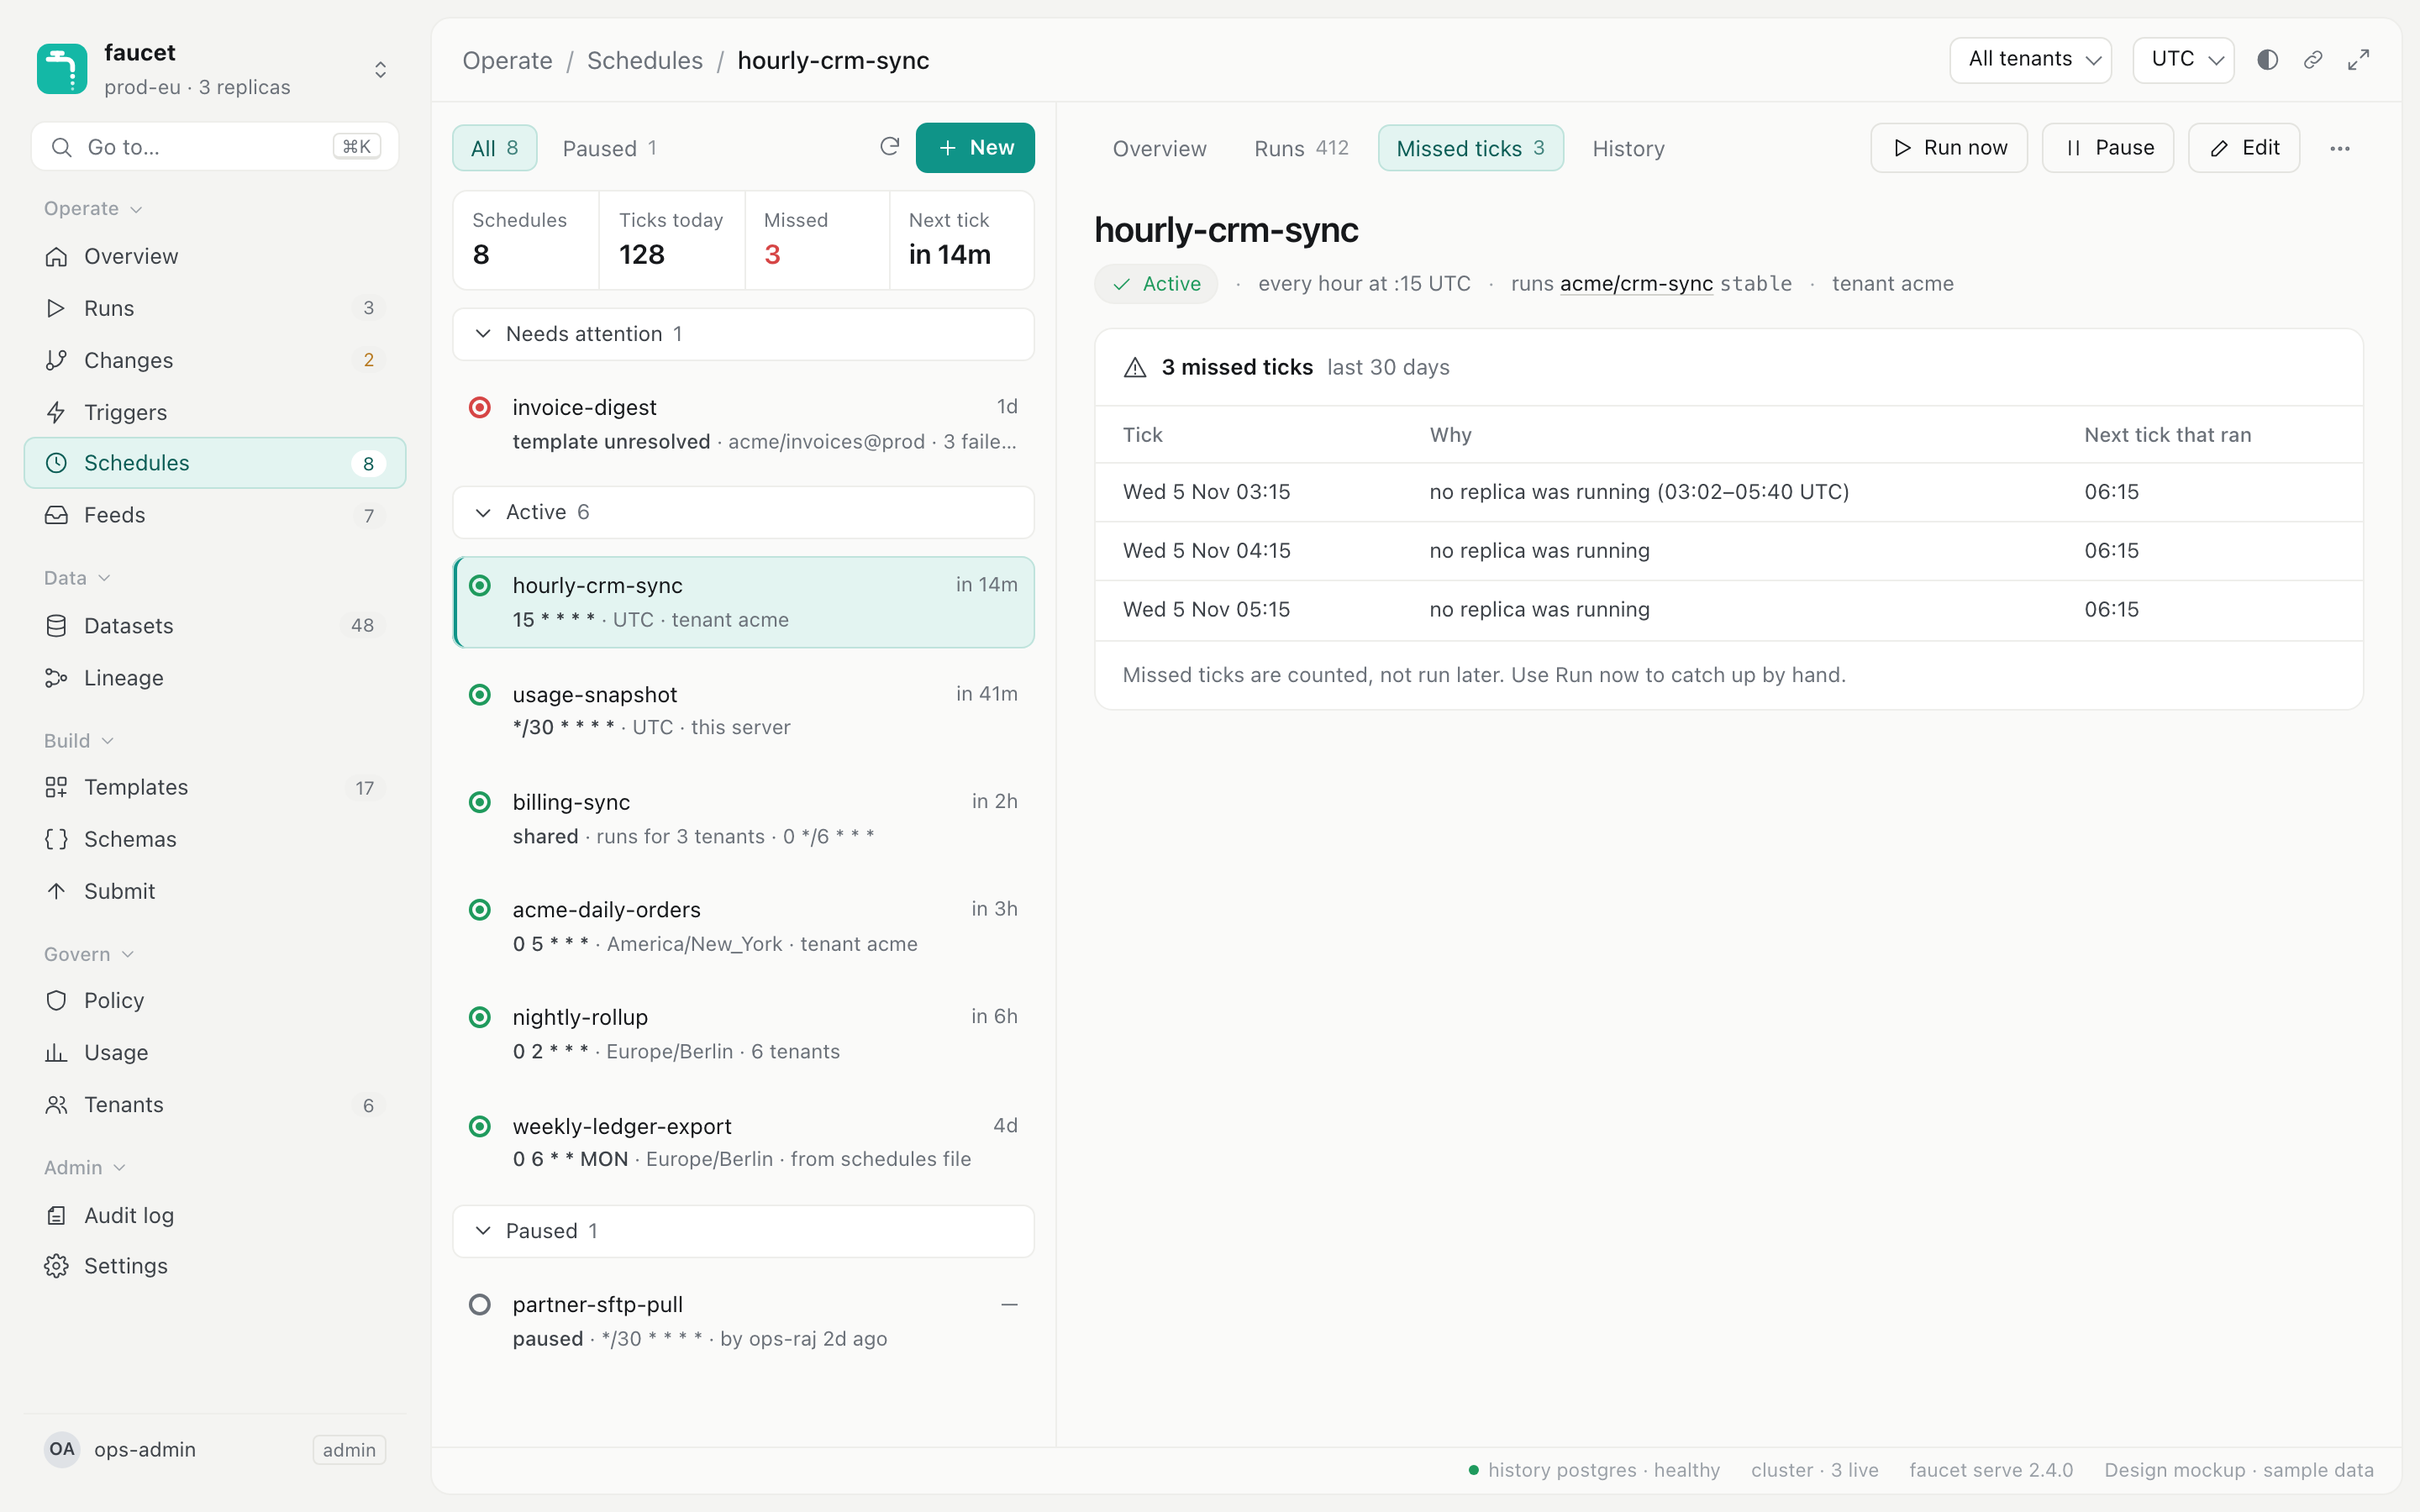 faucet
prod-eu · 3 replicas
Go to...
⌘K
Operate
Overview
Runs 3
Changes 2
Triggers
Schedules 8
Feeds 7
Data
Datasets 48
Lineage
Build
Templates 17
Schemas
Submit
Govern
Policy
Usage
Tenants 6
Admin
Audit log
Settings
OA ops-admin admin
Operate / Schedules / hourly-crm-sync
All tenants UTC
All 8 Paused 1 + New
Schedules Ticks today Missed Next tick
8 128 3 in 14m
Needs attention 1
invoice-digest 1d
template unresolved · acme/invoices@prod · 3 faile...
Active 6
hourly-crm-sync in 14m
15 * * * * · UTC · tenant acme
usage-snapshot in 41m
*/30 * * * * · UTC · this server
billing-sync in 2h
shared · runs for 3 tenants · 0 */6 * * *
acme-daily-orders in 3h
0 5 * * * · America/New_York · tenant acme
nightly-rollup in 6h
0 2 * * * · Europe/Berlin · 6 tenants
weekly-ledger-export 4d
0 6 * * MON · Europe/Berlin · from schedules file
Paused 1
partner-sftp-pull —
paused · */30 * * * * · by ops-raj 2d ago
Overview Runs 412 Missed ticks 3 History Run now Pause Edit ...
hourly-crm-sync
Active · every hour at :15 UTC · runs acme/crm-sync stable · tenant acme
3 missed ticks last 30 days
Tick Why Next tick that ran
Wed 5 Nov 03:15 no replica was running (03:02–05:40 UTC) 06:15
Wed 5 Nov 04:15 no replica was running 06:15
Wed 5 Nov 05:15 no replica was running 06:15
Missed ticks are counted, not run later. Use Run now to catch up by hand.
history postgres · healthy cluster · 3 live faucet serve 2.4.0 Design mockup · sample data